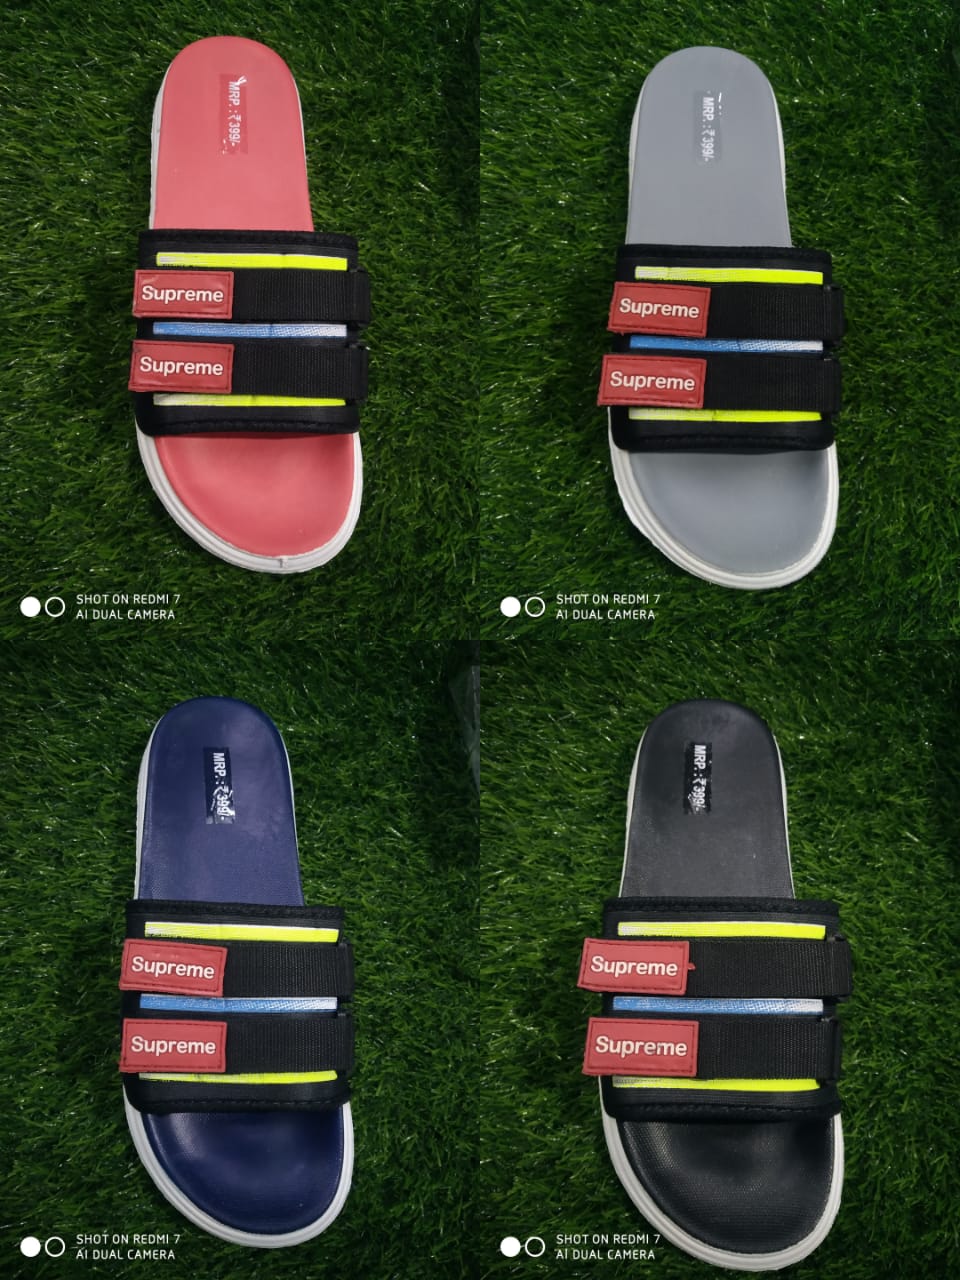 MRP. : ₹399/-
Supreme
Supreme
SHOT ON REDMI 7
AI DUAL CAMERA
MRP. : ₹399/-
Supreme
Supreme
SHOT ON REDMI 7
AI DUAL CAMERA
MRP. : ₹399/-
Supreme
Supreme
SHOT ON REDMI 7
AI DUAL CAMERA
MRP. : ₹399/-
Supreme
Supreme
SHOT ON REDMI 7
AI DUAL CAMERA